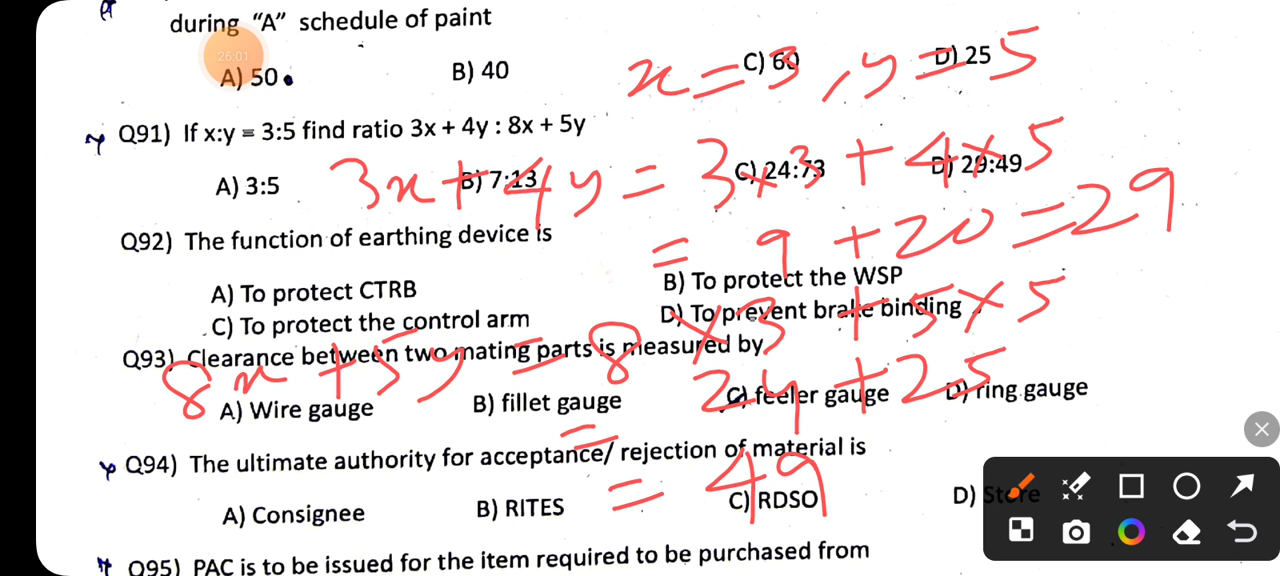 during “A” schedule of paint
26:01
A) 50 B) 40 C) 60 D) 25
x = 3, y = 5
Q91) If x:y = 3:5 find ratio 3x + 4y : 8x + 5y
A) 3:5 B) 7:13 C) 24:73 D) 29:49
3x + 4y = 3x3 + 4x5
= 9 + 20 = 29
Q92) The function of earthing device is
A) To protect CTRB B) To protect the WSP
C) To protect the control arm D) To prevent brake binding
8x + 5y = 8 x 3 + 5 x 5
Q93) Clearance between two mating parts is measured by
= 24 + 25
A) Wire gauge B) fillet gauge C) feeler gauge D) ring gauge
Q94) The ultimate authority for acceptance/ rejection of material is
= 49
A) Consignee B) RITES C) RDSO D) Store
Q95) PAC is to be issued for the item required to be purchased from